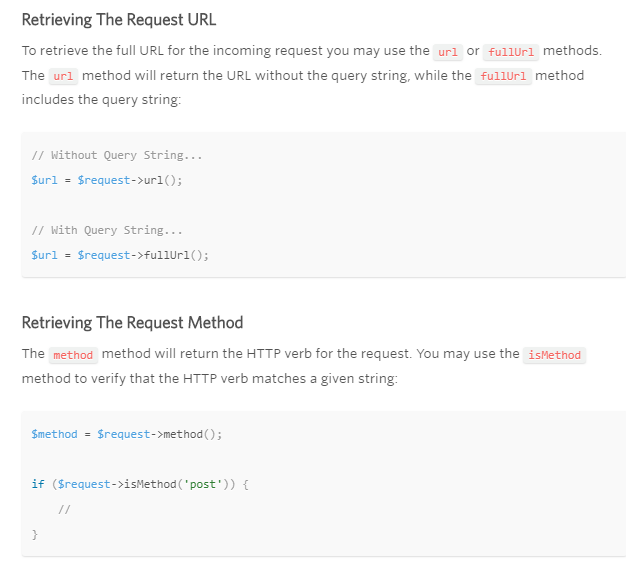 Retrieving The Request URL
To retrieve the full URL for the incoming request you may use the url or fullUrl methods.
The url method will return the URL without the query string, while the fullUrl method
includes the query string:
// Without Query String...
$url = $request->url();
// With Query String...
$url = $request->fullUrl();
Retrieving The Request Method
The method method will return the HTTP verb for the request. You may use the isMethod
method to verify that the HTTP verb matches a given string:
$method = $request->method();
if ($request->isMethod('post')) {
    //
}